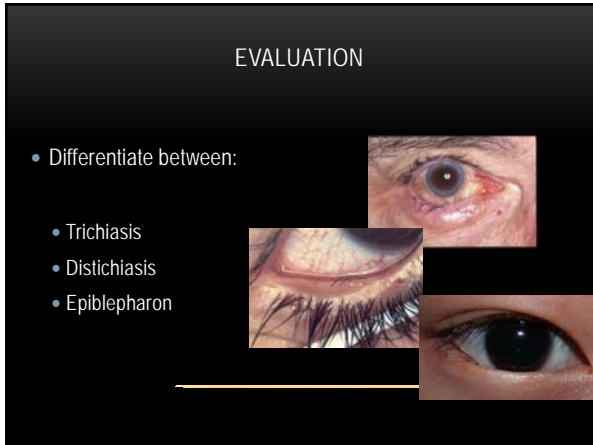 EVALUATION
• Differentiate between:
• Trichiasis
• Distichiasis
• Epiblepharon